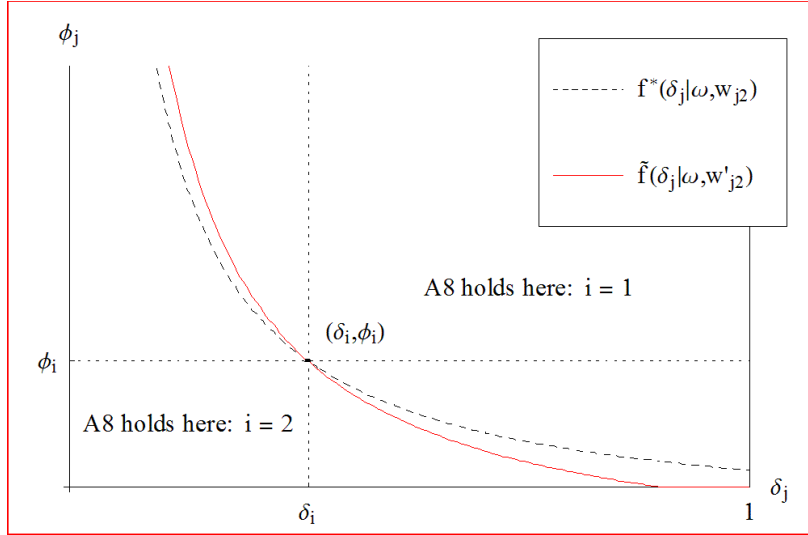 ϕj
f*(δj|ω,wj2)
f̃(δj|ω,w'j2)
A8 holds here: i = 1
(δi,ϕi)
ϕi
A8 holds here: i = 2
δj
δi
1